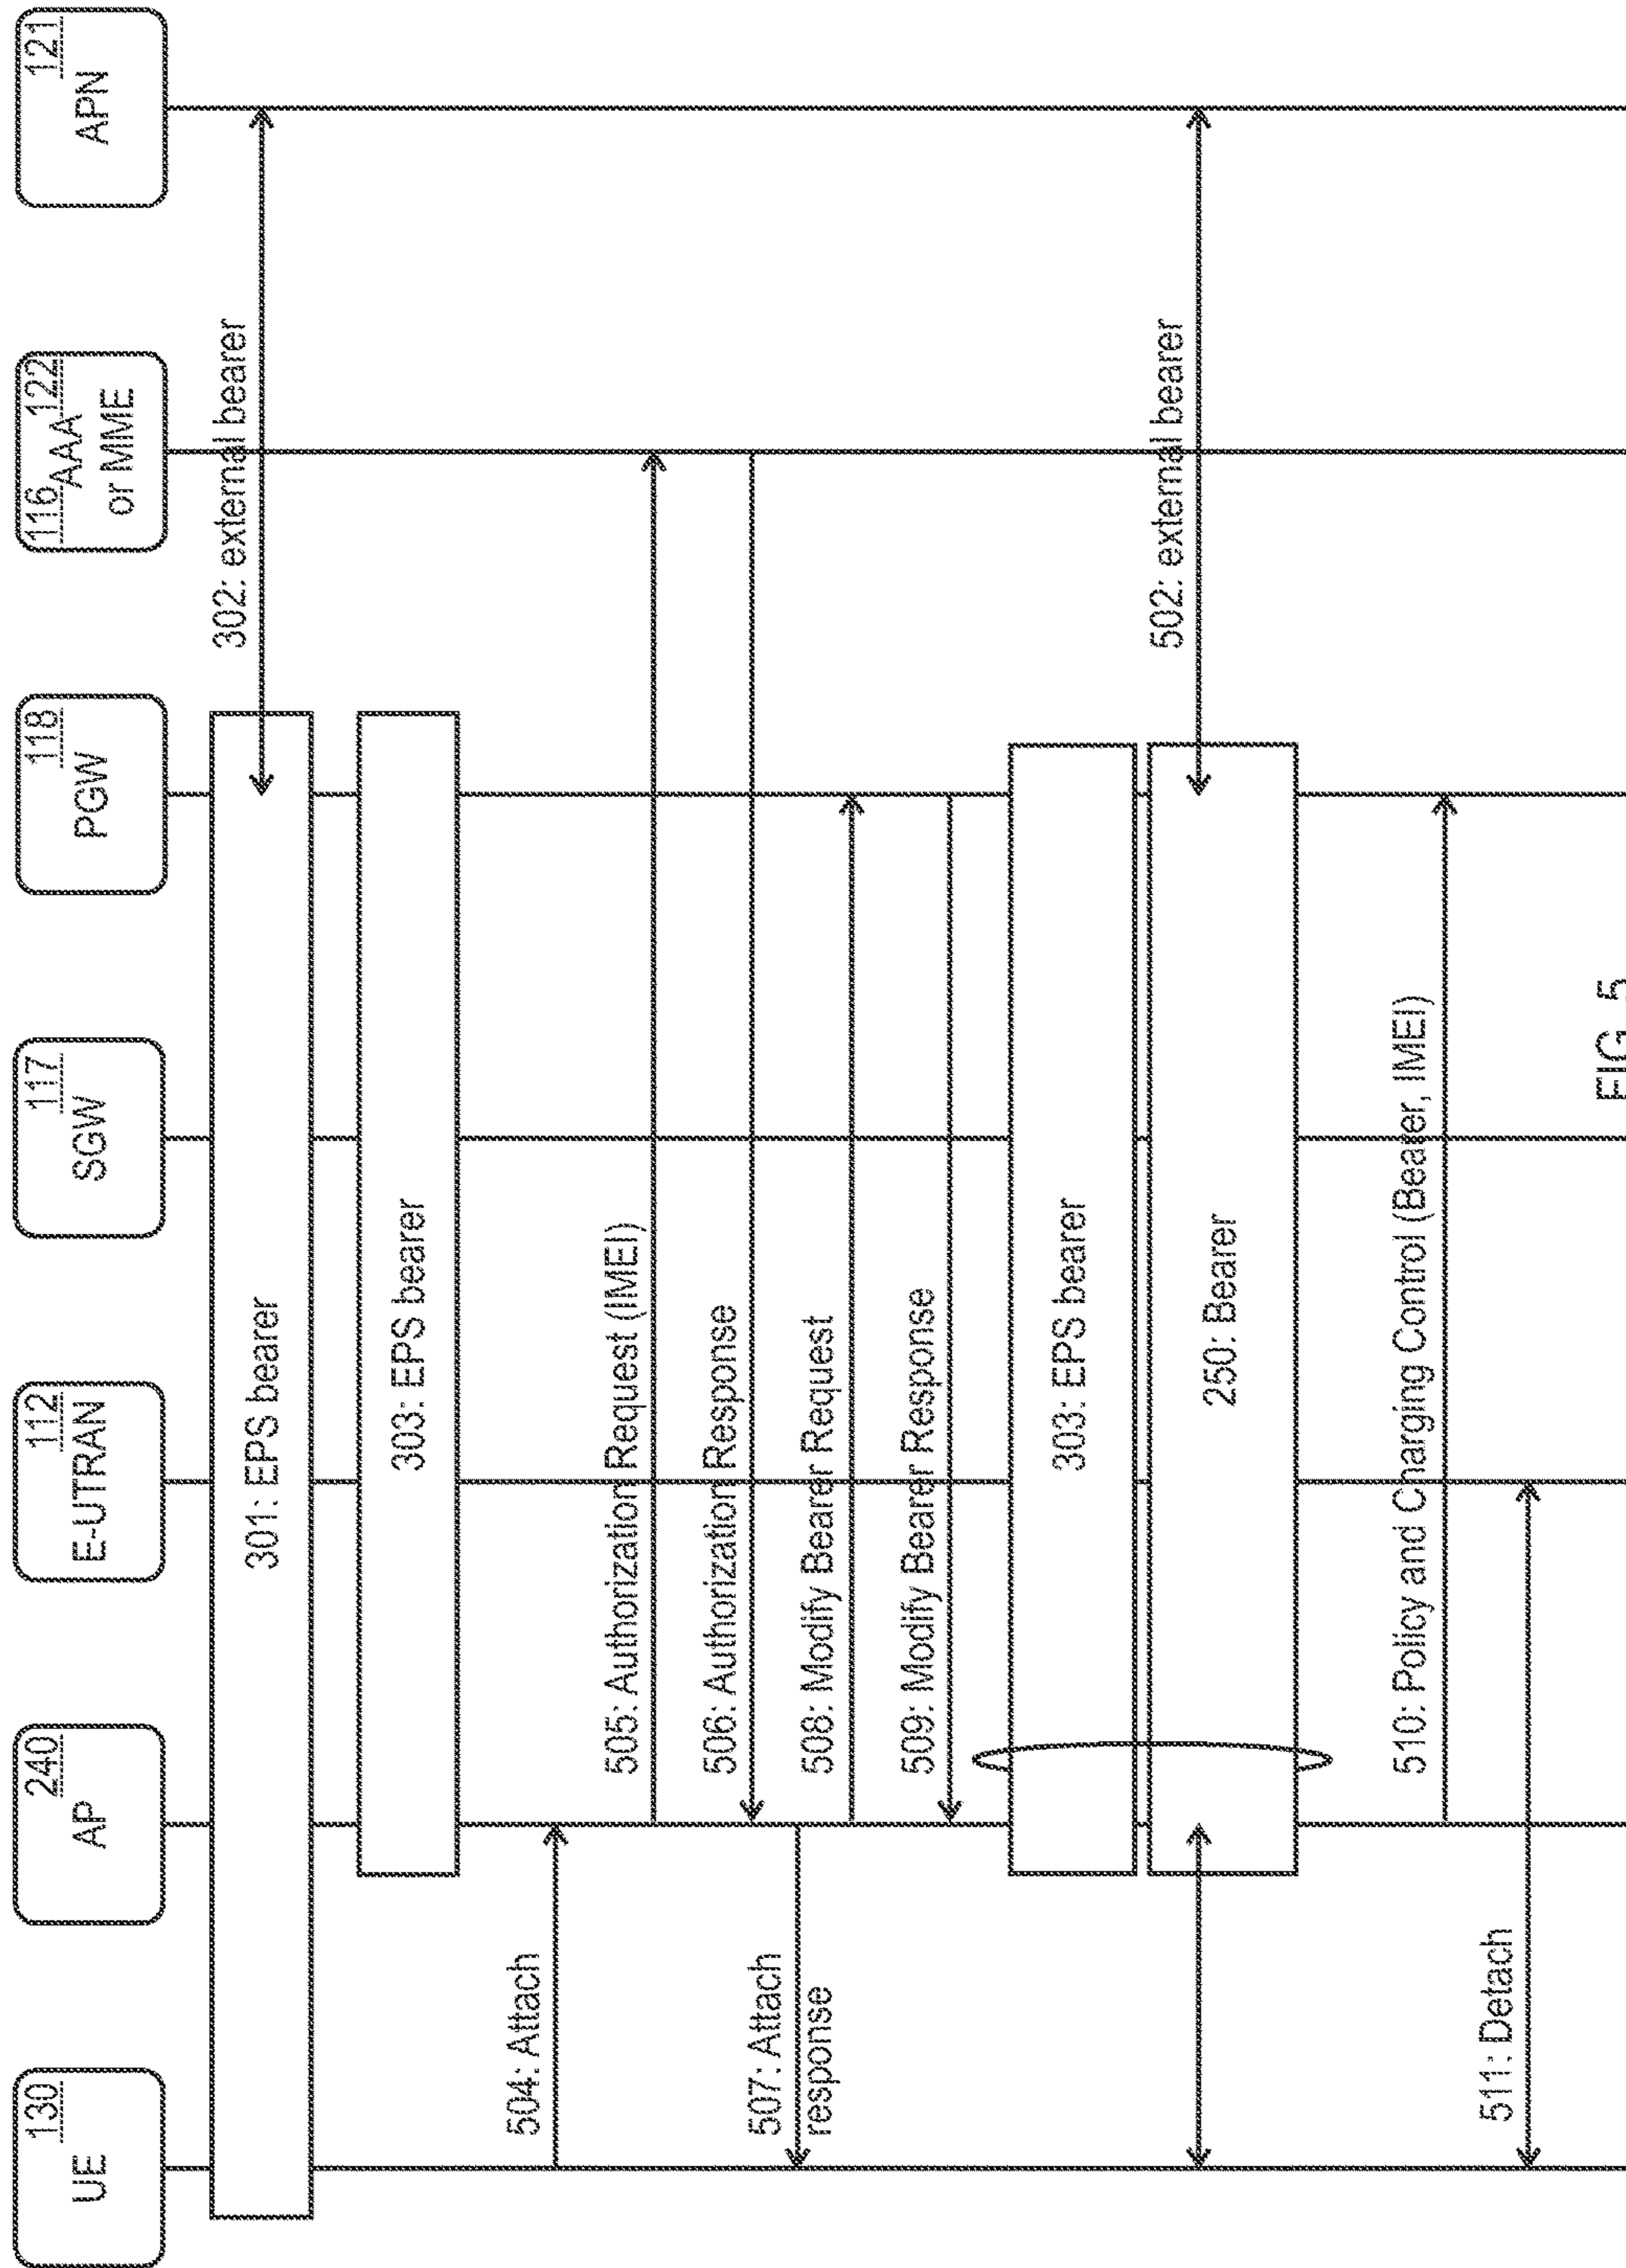 130
UE
240
AP
112
E-UTRAN
117
SGW
118
PGW
116 122
AAA
or MME
121
APN
301: EPS bearer
302: external bearer
303: EPS bearer
504: Attach
505: Authorization Request (IMEI)
506: Authorization Response
507: Attach
response
508: Modify Bearer Request
509: Modify Bearer Response
303: EPS bearer
250: Bearer
502: external bearer
510: Policy and Charging Control (Bearer, IMEI)
511: Detach
FIG. 5